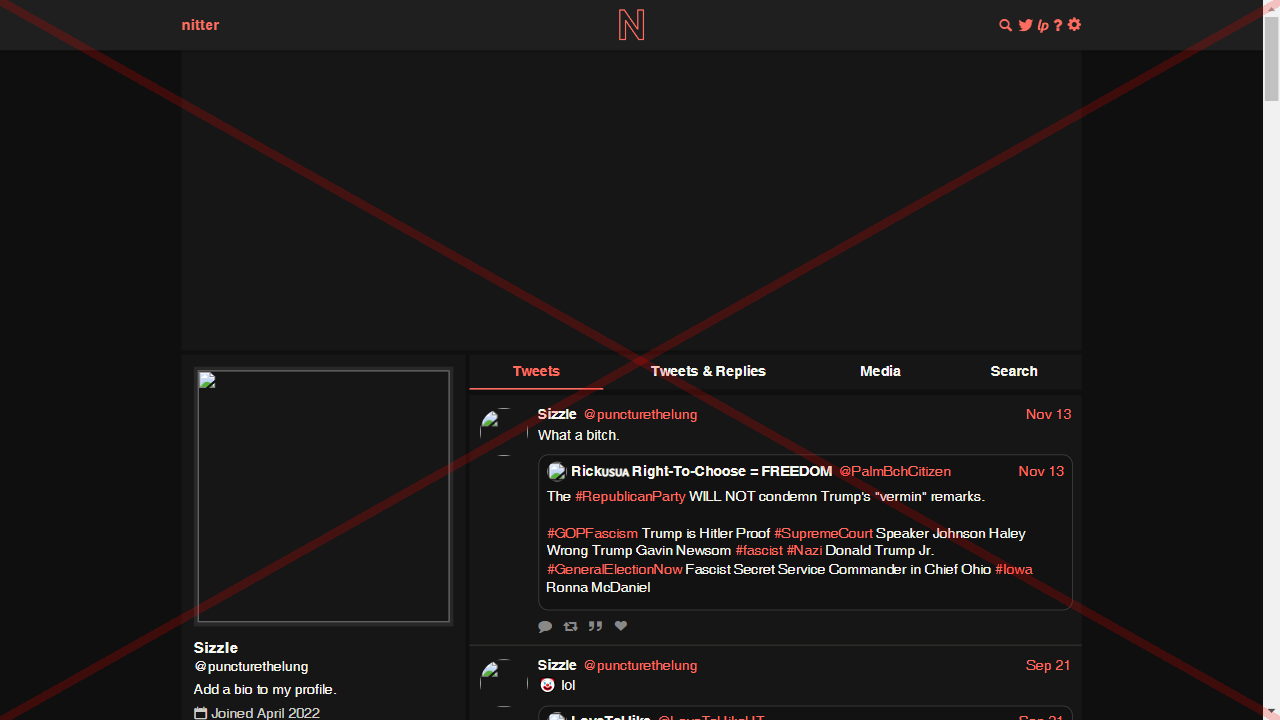 nitter
N
lp ?
Tweets Tweets & Replies Media Search
Sizzle @puncturethelung Nov 13
What a bitch.
RickUSUA Right-To-Choose = FREEDOM @PalmBchCitizen Nov 13
The #RepublicanParty WILL NOT condemn Trump's "vermin" remarks.
#GOPFascism Trump is Hitler Proof #SupremeCourt Speaker Johnson Haley
Wrong Trump Gavin Newsom #fascist #Nazi Donald Trump Jr.
#GeneralElectionNow Fascist Secret Service Commander in Chief Ohio #Iowa
Ronna McDaniel
Sizzle
@puncturethelung
Add a bio to my profile.
Joined April 2022
Sizzle @puncturethelung Sep 21
🤡 lol